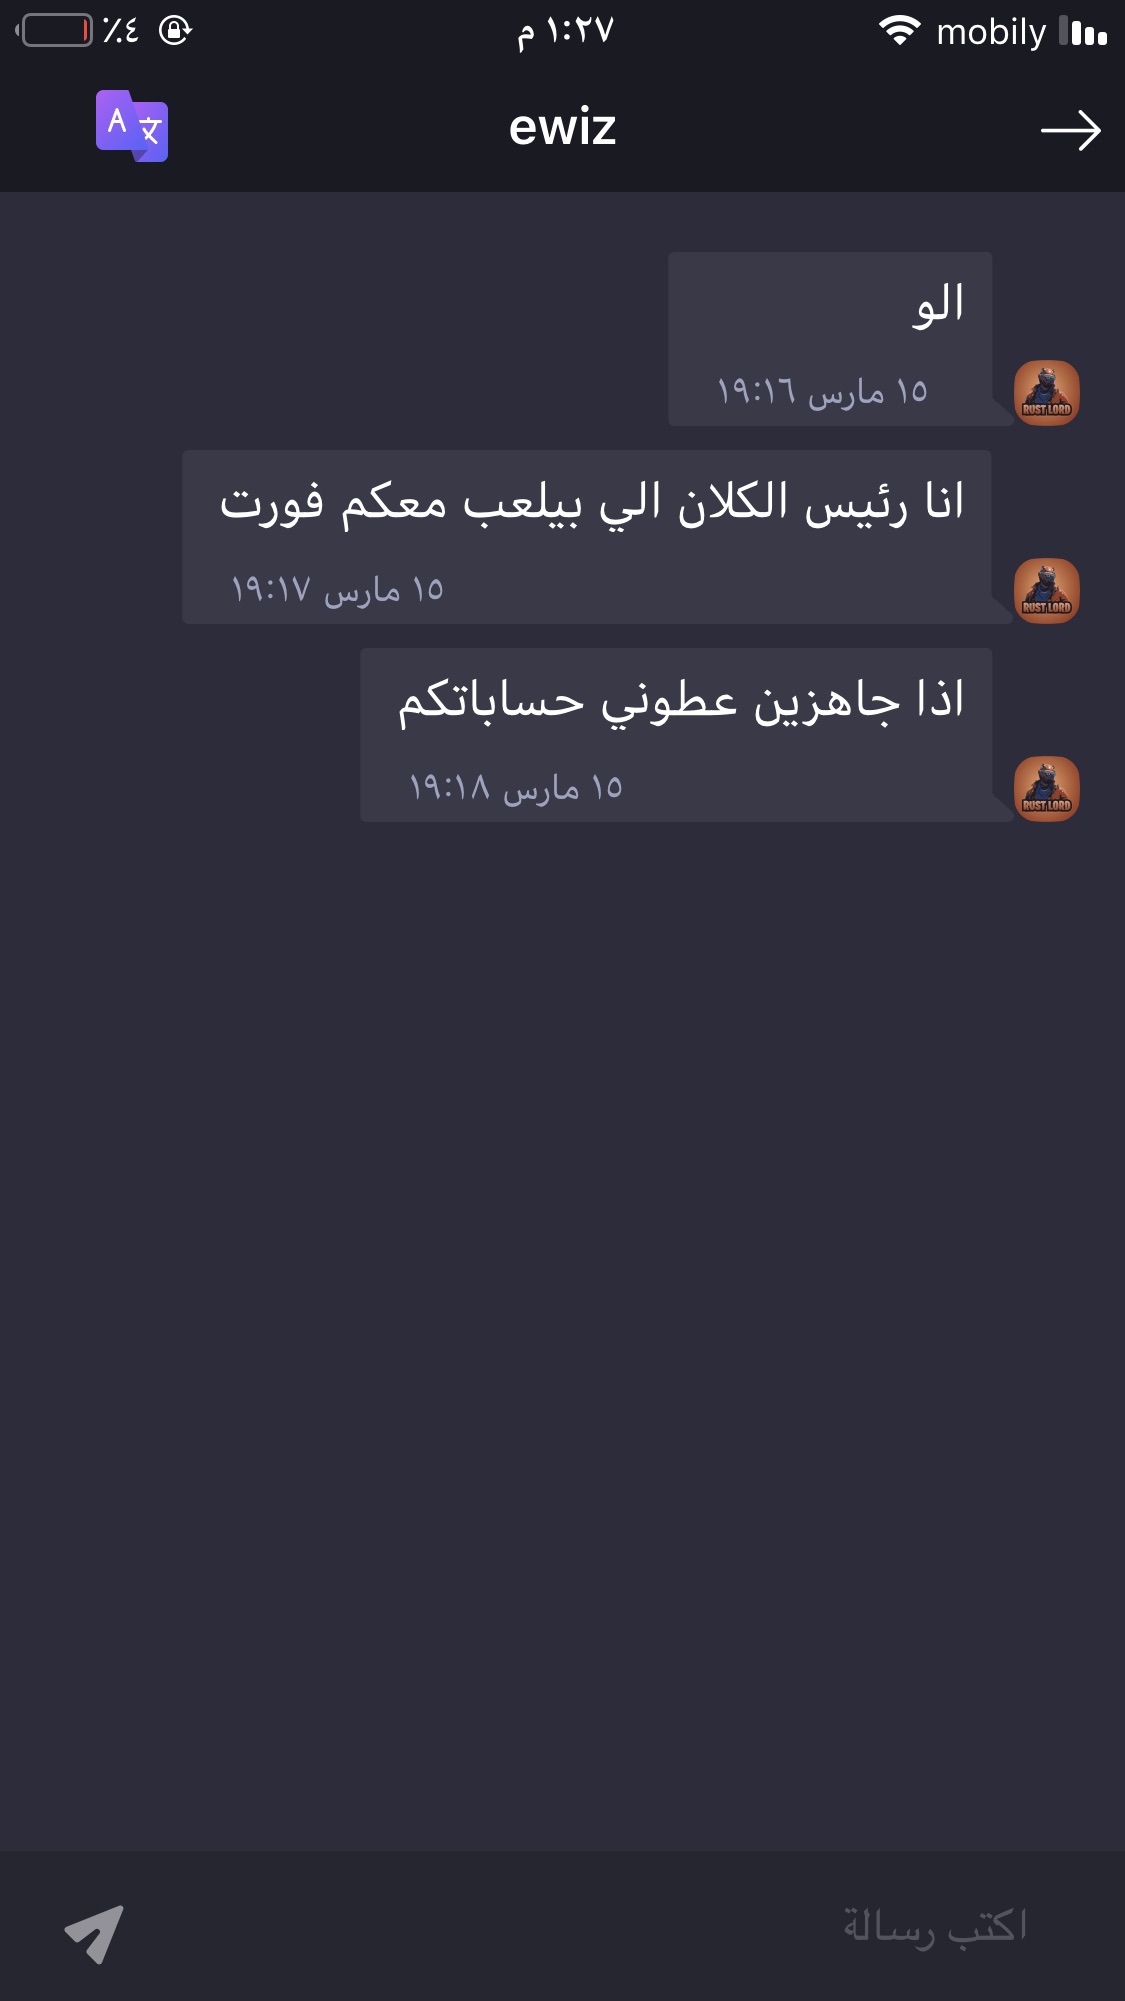 mobily
١:٢٧ م
٪٤
ewiz
A 文
الو
١٥ مارس ١٩:١٦
RUST LORD
انا رئيس الكلان الي بيلعب معكم فورت
١٥ مارس ١٩:١٧
RUST LORD
اذا جاهزين عطوني حساباتكم
١٥ مارس ١٩:١٨
RUST LORD
اكتب رسالة